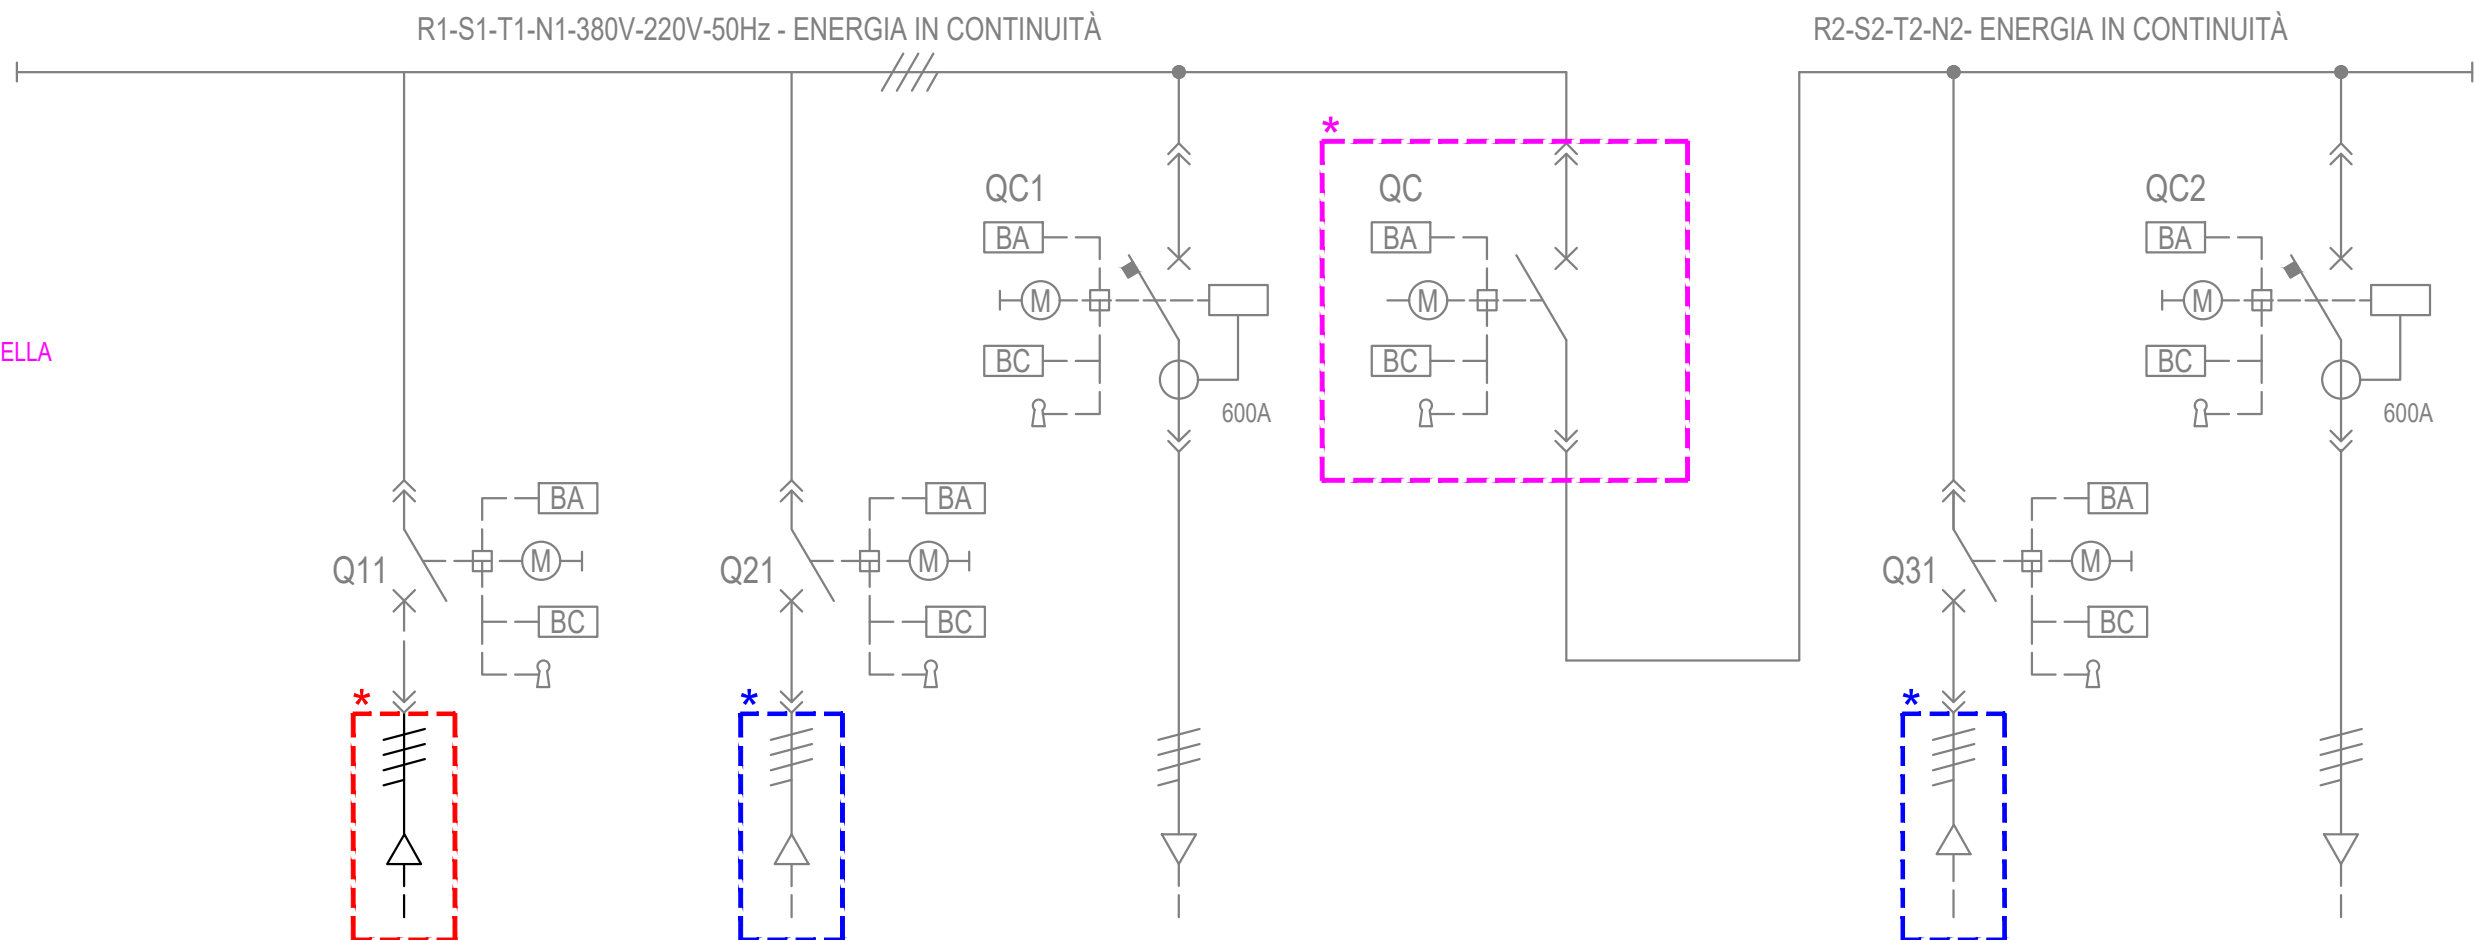 R1-S1-T1-N1-380V-220V-50Hz - ENERGIA IN CONTINUITÀ
R2-S2-T2-N2- ENERGIA IN CONTINUITÀ
*
QC1
QC
QC2
BA
BA
BA
M
M
M
ELLA
BC
BC
BC
600A
600A
BA
BA
BA
Q11
M
Q21
M
Q31
M
BC
BC
BC
*
*
*